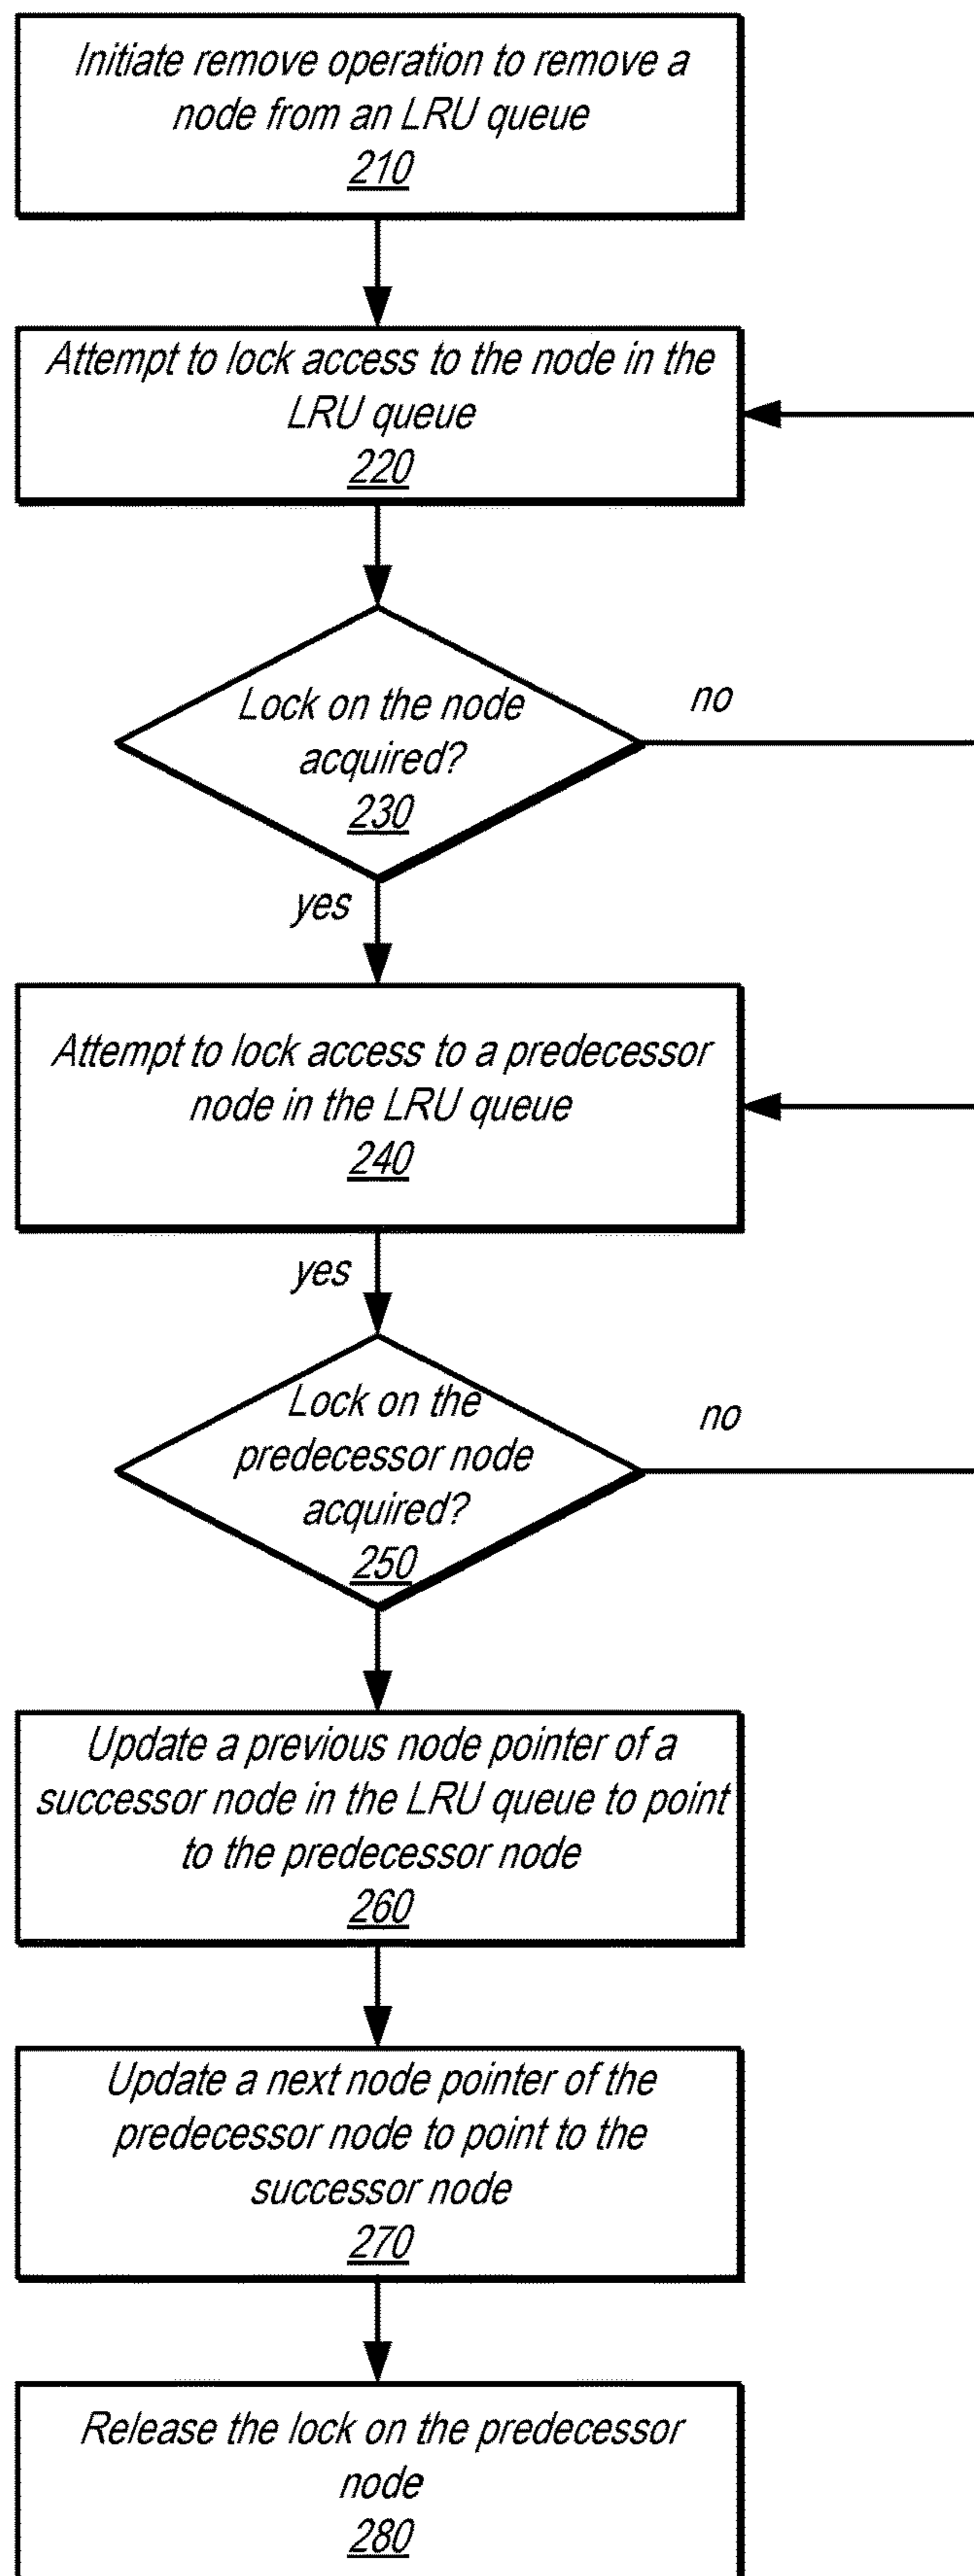 Initiate remove operation to remove a
node from an LRU queue
210
Attempt to lock access to the node in the
LRU queue
220
Lock on the node
acquired?
230
no
yes
Attempt to lock access to a predecessor
node in the LRU queue
240
yes
Lock on the
predecessor node
acquired?
250
no
Update a previous node pointer of a
successor node in the LRU queue to point
to the predecessor node
260
Update a next node pointer of the
predecessor node to point to the
successor node
270
Release the lock on the predecessor
node
280